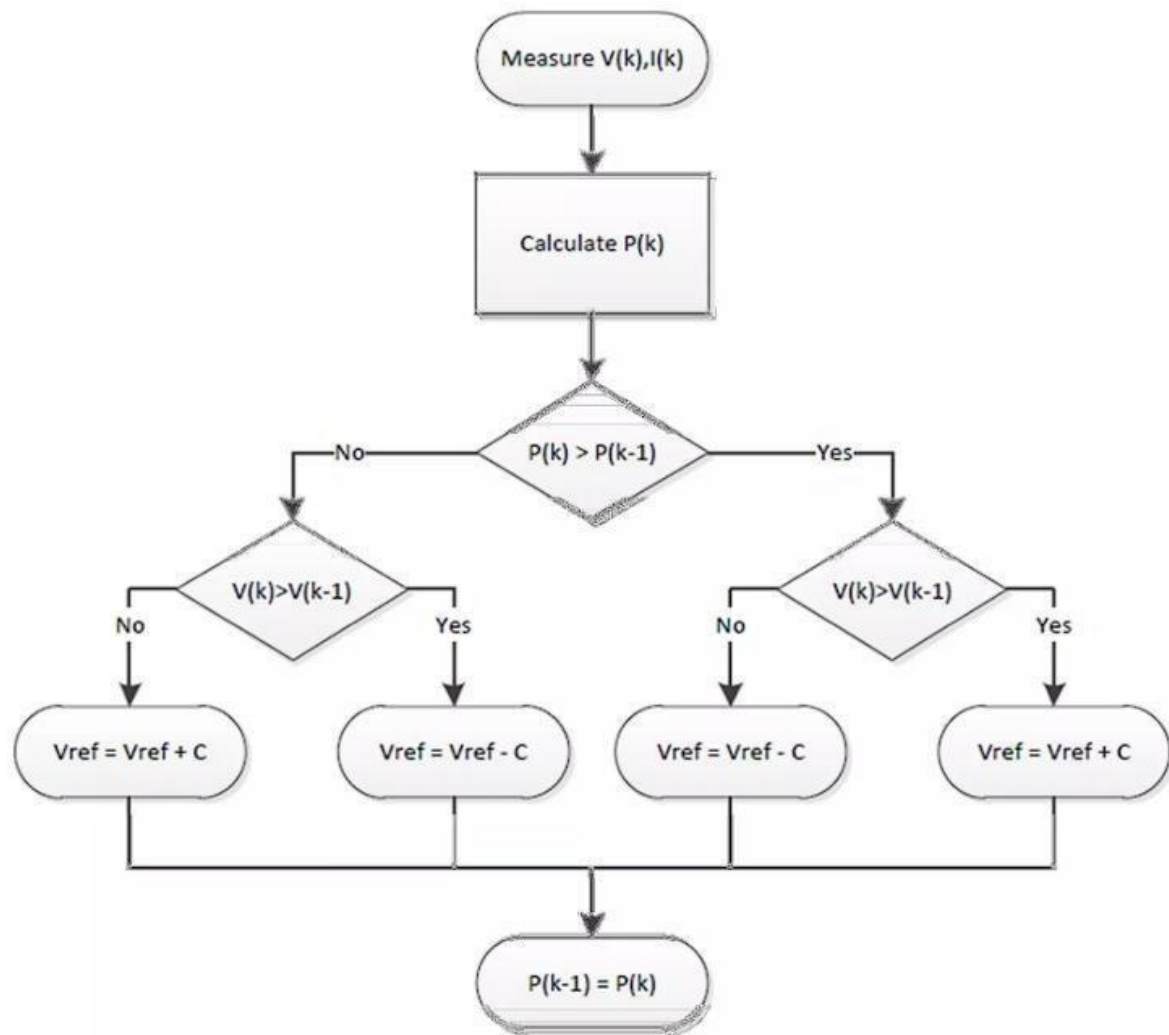 Measure V(k),I(k)
Calculate P(k)
P(k) > P(k-1)
No
Yes
V(k)>V(k-1)
V(k)>V(k-1)
No
Yes
No
Yes
Vref = Vref + C
Vref = Vref - C
Vref = Vref - C
Vref = Vref + C
P(k-1) = P(k)